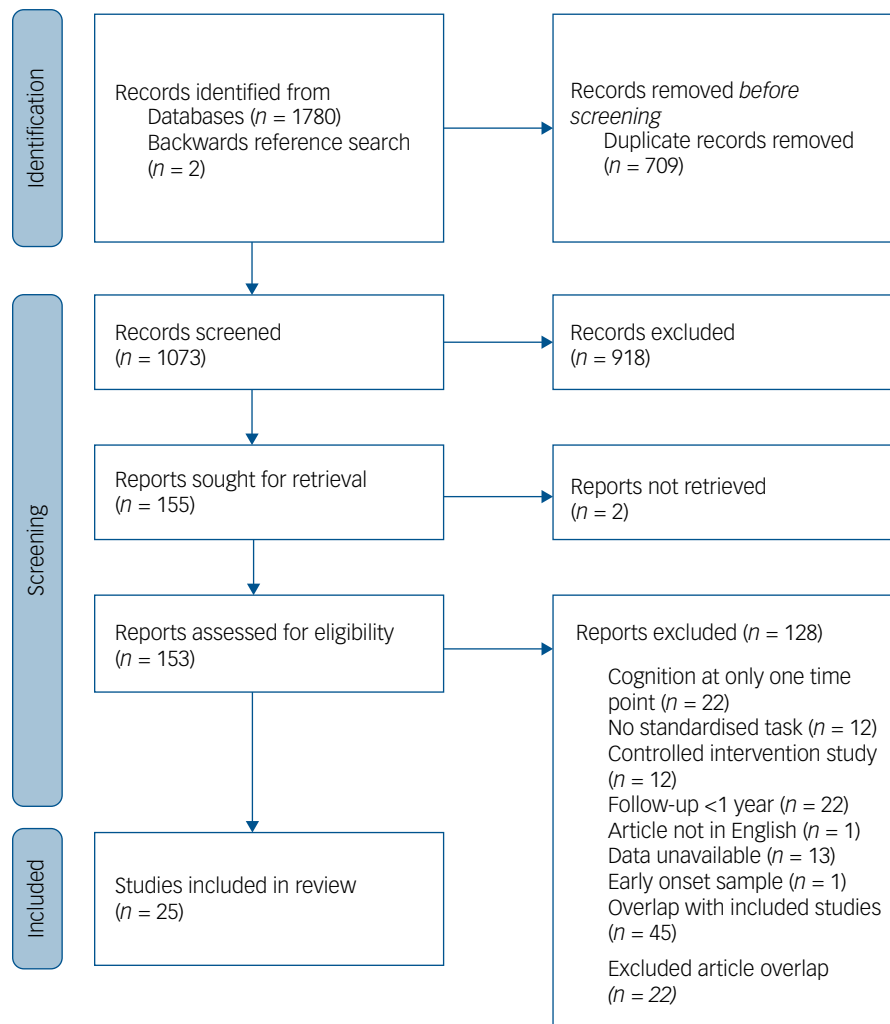 Identification
Records identified from
Databases (n = 1780)
Backwards reference search
(n = 2)
Records removed before
screening
Duplicate records removed
(n = 709)
Screening
Records screened
(n = 1073)
Records excluded
(n = 918)
Reports sought for retrieval
(n = 155)
Reports not retrieved
(n = 2)
Reports assessed for eligibility
(n = 153)
Reports excluded (n = 128)
Cognition at only one time
point (n = 22)
No standardised task (n = 12)
Controlled intervention study
(n = 12)
Follow-up <1 year (n = 22)
Article not in English (n = 1)
Data unavailable (n = 13)
Early onset sample (n = 1)
Overlap with included studies
(n = 45)
Excluded article overlap
(n = 22)
Included
Studies included in review
(n = 25)